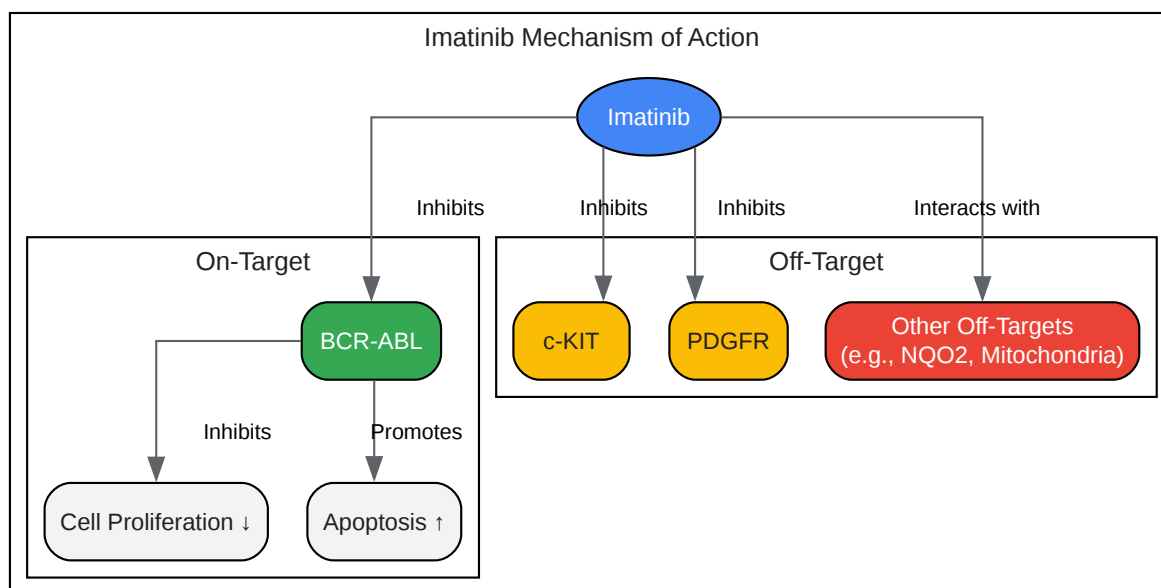 Imatinib Mechanism of Action
Imatinib
Inhibits
Inhibits
Inhibits
Interacts with
On-Target
Off-Target
BCR-ABL
c-KIT
PDGFR
Other Off-Targets
(e.g., NQO2, Mitochondria)
Inhibits
Promotes
Cell Proliferation ↓
Apoptosis ↑